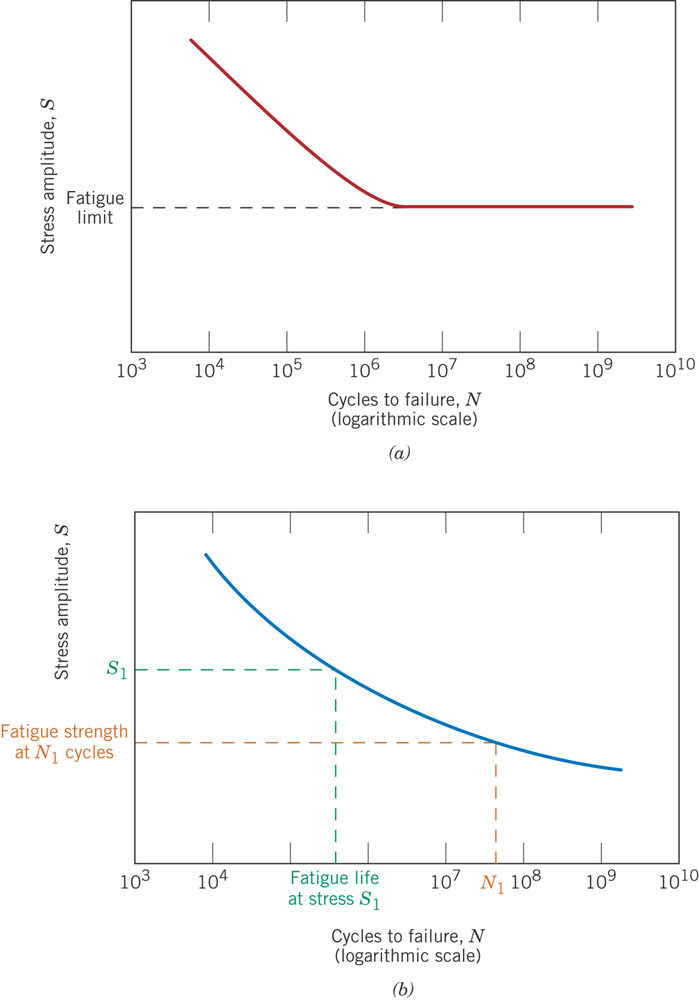 Stress amplitude, S
Fatigue
limit
10³ 10⁴ 10⁵ 10⁶ 10⁷ 10⁸ 10⁹ 10¹⁰
Cycles to failure, N
(logarithmic scale)
(a)
Stress amplitude, S
S₁
Fatigue strength
at N₁ cycles
10³ 10⁴ 10⁷ 10⁸ 10⁹ 10¹⁰
Fatigue life
at stress S₁
N₁
Cycles to failure, N
(logarithmic scale)
(b)